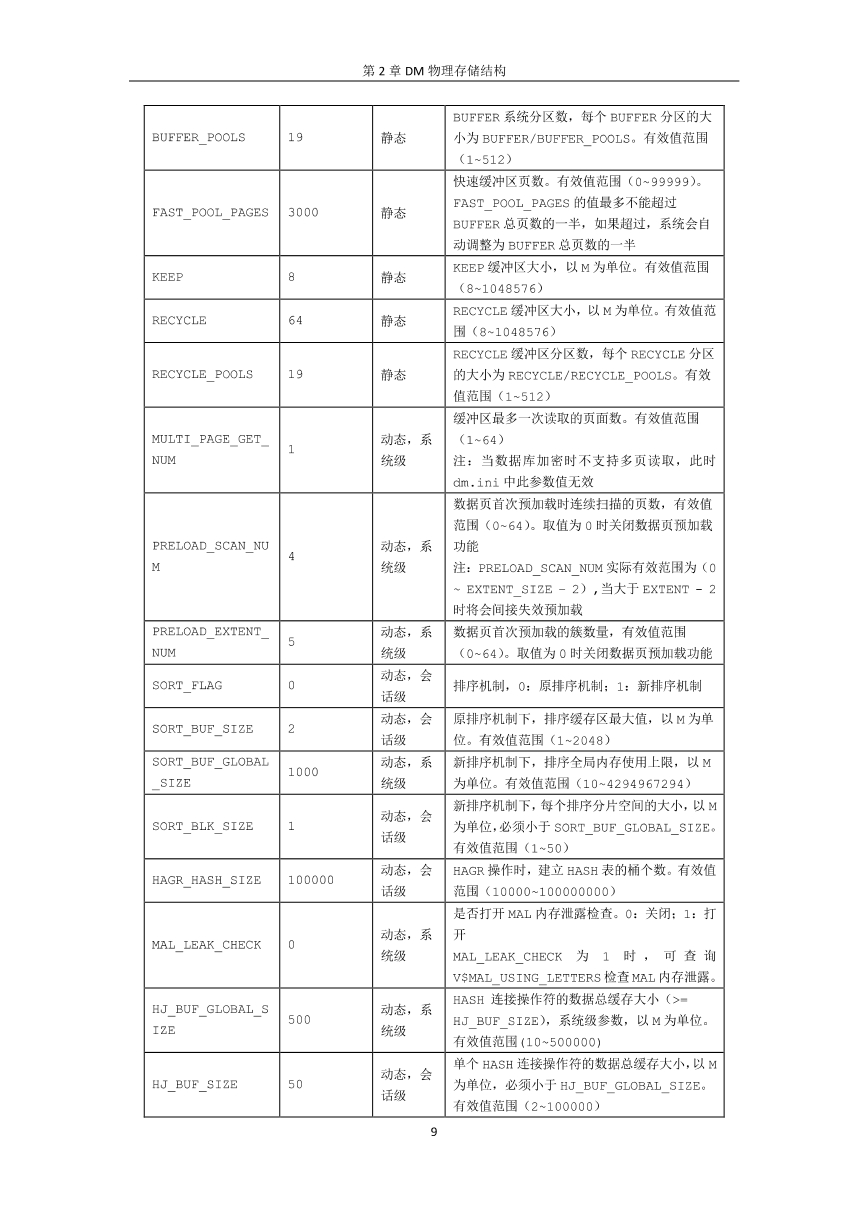 第 2 章 DM 物理存储结构
BUFFER_POOLS
19
静态
BUFFER 系统分区数，每个 BUFFER 分区的大
小为 BUFFER/BUFFER_POOLS。有效值范围
（1~512）
FAST_POOL_PAGES
3000
静态
快速缓冲区页数。有效值范围（0~99999）。
FAST_POOL_PAGES 的值最多不能超过
BUFFER 总页数的一半，如果超过，系统会自
动调整为 BUFFER 总页数的一半
KEEP
8
静态
KEEP 缓冲区大小，以 M 为单位。有效值范围
（8~1048576）
RECYCLE
64
静态
RECYCLE 缓冲区大小，以 M 为单位。有效值范
围（8~1048576）
RECYCLE_POOLS
19
静态
RECYCLE 缓冲区分区数，每个 RECYCLE 分区
的大小为 RECYCLE/RECYCLE_POOLS。有效
值范围（1~512）
MULTI_PAGE_GET_
NUM
1
动态，系
统级
缓冲区最多一次读取的页面数。有效值范围
（1~64）
注：当数据库加密时不支持多页读取，此时
dm.ini 中此参数值无效
PRELOAD_SCAN_NU
M
4
动态，系
统级
数据页首次预加载时连续扫描的页数，有效值
范围（0~64）。取值为 0 时关闭数据页预加载
功能
注：PRELOAD_SCAN_NUM 实际有效范围为（0
~ EXTENT_SIZE – 2）,当大于 EXTENT - 2
时将会间接失效预加载
PRELOAD_EXTENT_
NUM
5
动态，系
统级
数据页首次预加载的簇数量，有效值范围
（0~64）。取值为 0 时关闭数据页预加载功能
SORT_FLAG
0
动态，会
话级
排序机制，0：原排序机制；1：新排序机制
SORT_BUF_SIZE
2
动态，会
话级
原排序机制下，排序缓存区最大值，以 M 为单
位。有效值范围（1~2048）
SORT_BUF_GLOBAL
_SIZE
1000
动态，系
统级
新排序机制下，排序全局内存使用上限，以 M
为单位。有效值范围（10~4294967294）
SORT_BLK_SIZE
1
动态，会
话级
新排序机制下，每个排序分片空间的大小，以 M
为单位，必须小于 SORT_BUF_GLOBAL_SIZE。
有效值范围（1~50）
HAGR_HASH_SIZE
100000
动态，会
话级
HAGR 操作时，建立 HASH 表的桶个数。有效值
范围（10000~100000000）
MAL_LEAK_CHECK
0
动态，系
统级
是否打开 MAL 内存泄露检查。0：关闭；1：打
开
MAL_LEAK_CHECK 为 1 时 ， 可 查 询
V$MAL_USING_LETTERS 检查 MAL 内存泄露。
HJ_BUF_GLOBAL_S
IZE
500
动态，系
统级
HASH 连接操作符的数据总缓存大小（>=
HJ_BUF_SIZE），系统级参数，以 M 为单位。
有效值范围(10~500000)
HJ_BUF_SIZE
50
动态，会
话级
单个 HASH 连接操作符的数据总缓存大小，以 M
为单位，必须小于 HJ_BUF_GLOBAL_SIZE。
有效值范围（2~100000）
9